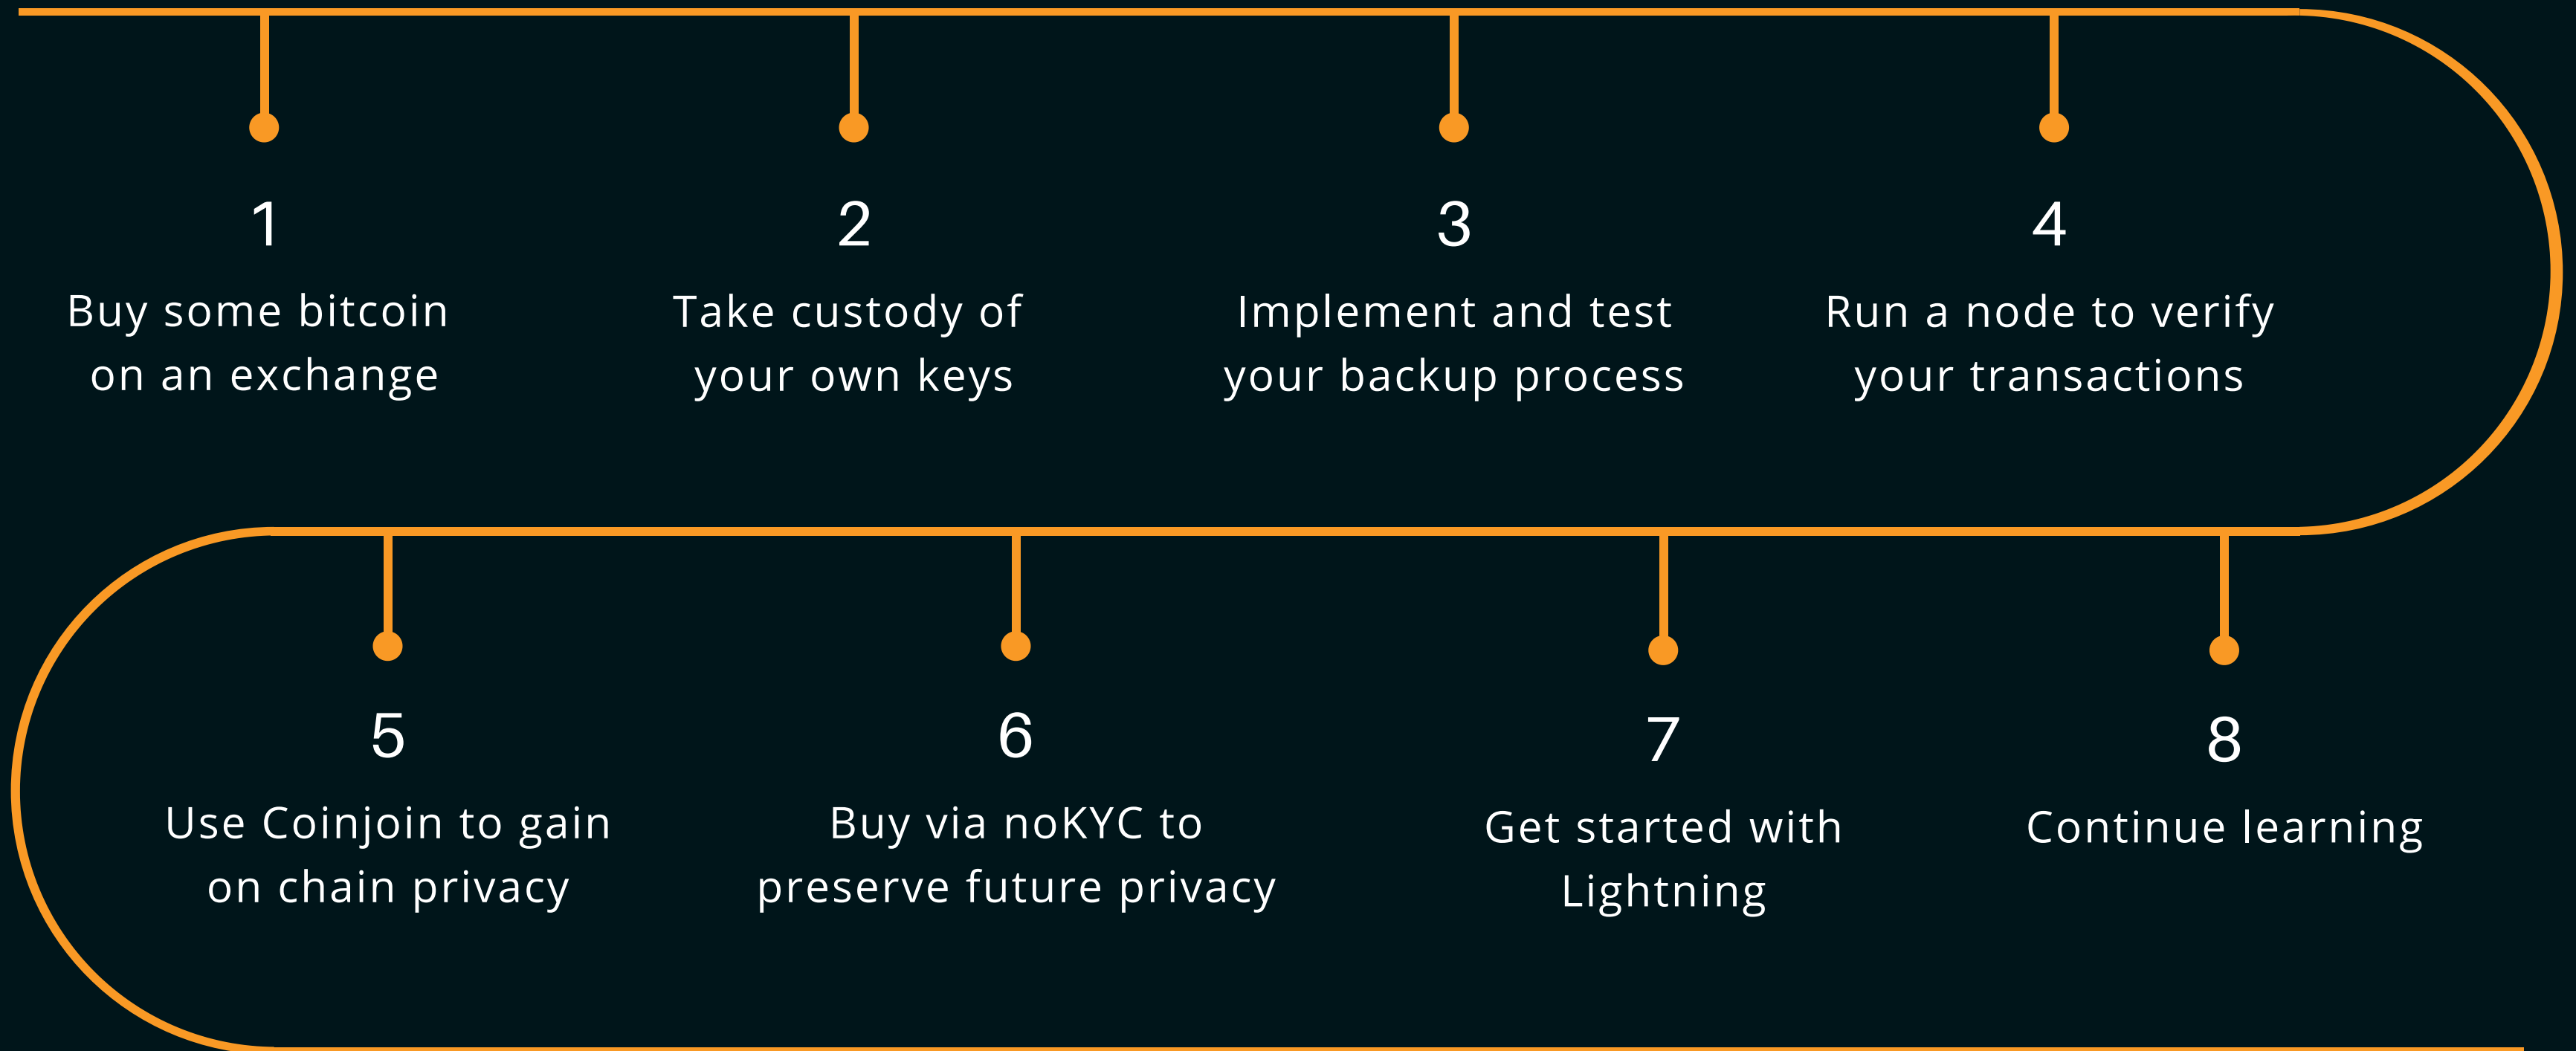 1
Buy some bitcoin
on an exchange
2
Take custody of
your own keys
3
Implement and test
your backup process
4
Run a node to verify
your transactions
5
Use Coinjoin to gain
on chain privacy
6
Buy via noKYC to
preserve future privacy
7
Get started with
Lightning
8
Continue learning